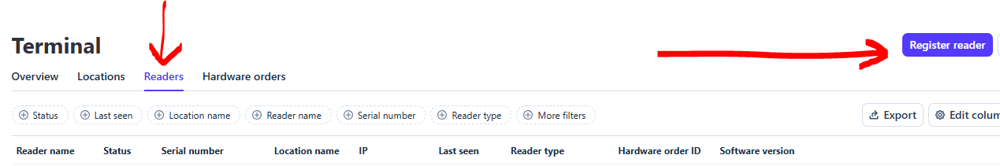 Terminal
Register reader
Overview Locations Readers Hardware orders
Status Last seen Location name Reader name Serial number Reader type More filters Export Edit colum
Reader name Status Serial number Location name IP Last seen Reader type Hardware order ID Software version